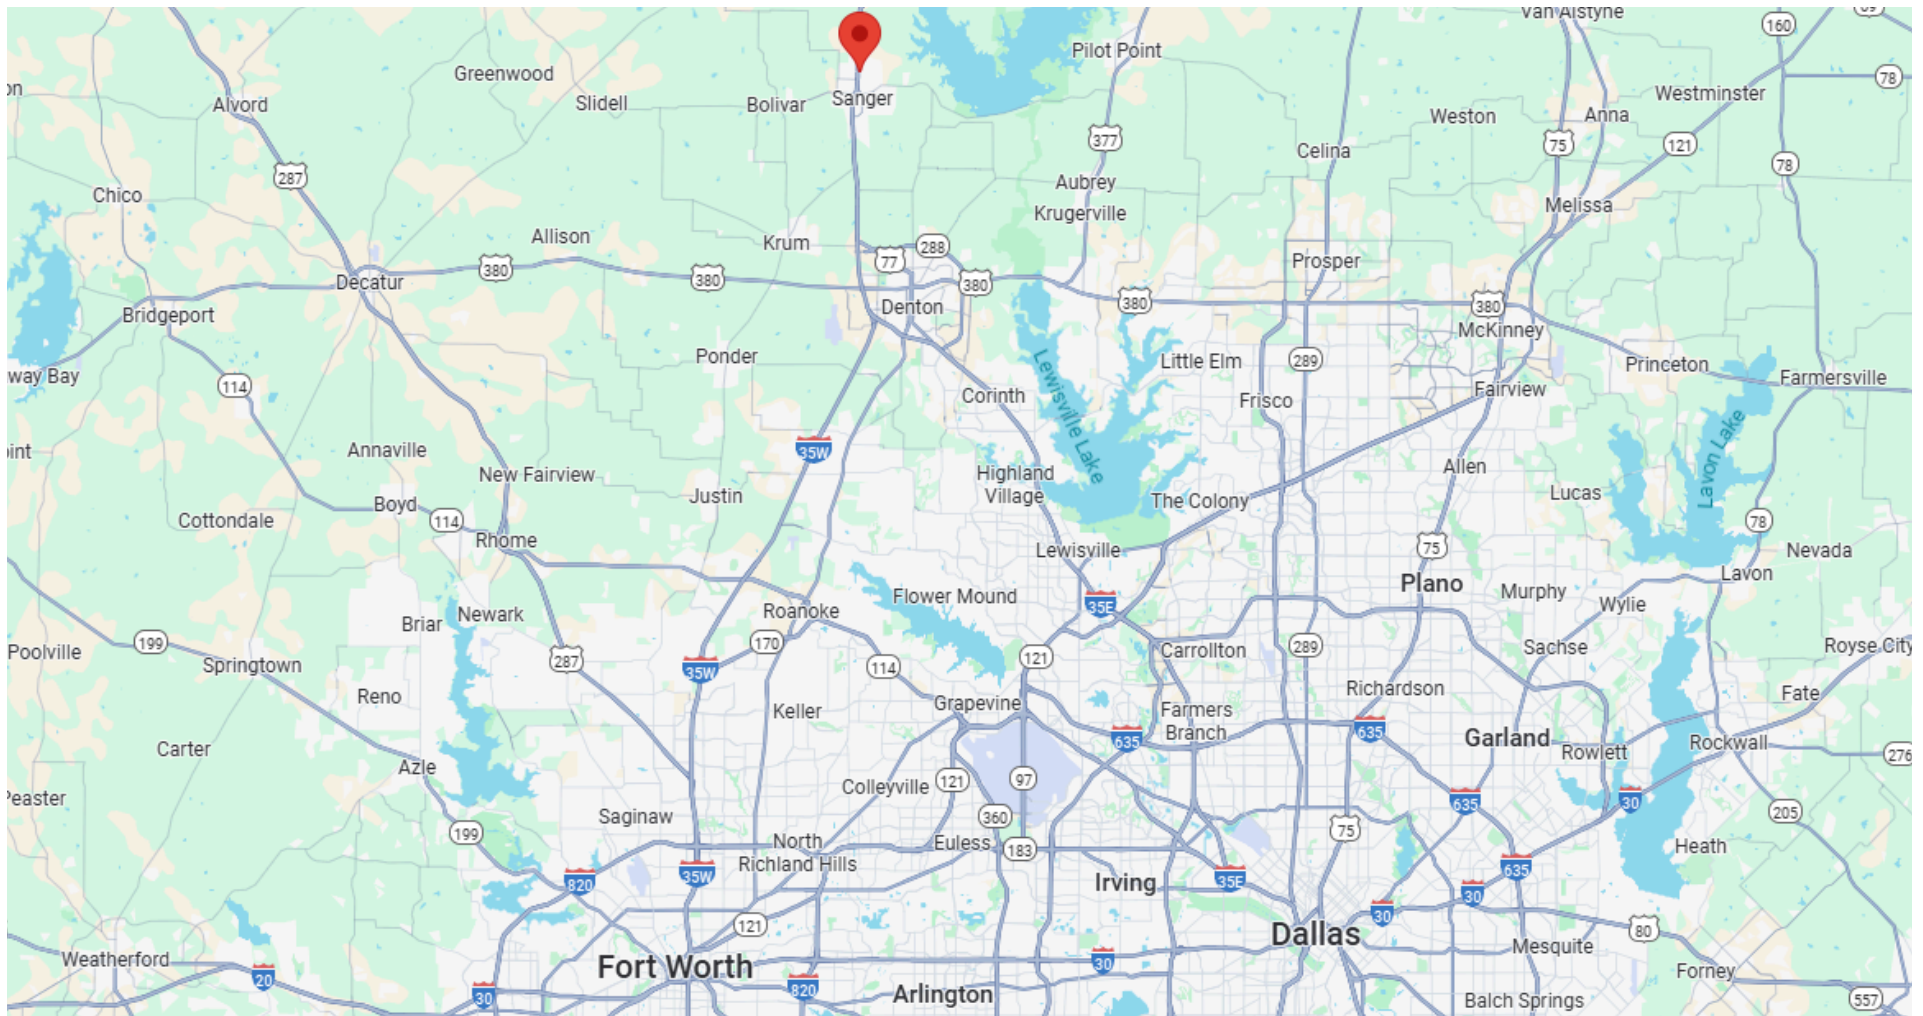 Van Alstyne
69
160
Pilot Point
Greenwood
78
on
Alvord
Slidell
Bolivar
Sanger
Westminster
Weston
Anna
377
75
121
Celina
78
287
Aubrey
Chico
Krugerville
Melissa
Allison
Krum
288
77
Prosper
380
380
380
380
380
Decatur
Denton
Bridgeport
McKinney
Ponder
Little Elm
289
Princeton
way Bay
114
Farmersville
Corinth
Frisco
Fairview
Lewisville Lake
Lavon Lake
oint
Annaville
35W
Allen
New Fairview
Highland
Village
Justin
The Colony
Lucas
Boyd
Cottondale
114
78
Rhome
75
Lewisville
Nevada
Lavon
Plano
Murphy
Flower Mound
35E
Wylie
Roanoke
Newark
Briar
199
170
Poolville
287
35W
114
121
Carrollton
289
Sachse
Royse City
Springtown
Reno
Richardson
Fate
Keller
Grapevine
Farmers
Branch
635
635
Garland
Rowlett
Rockwall
276
Carter
Azle
Colleyville
121
97
Peaster
635
30
205
Saginaw
360
75
199
North
Richland Hills
Euless
183
Heath
820
35W
Irving
35E
635
30
30
121
Dallas
80
Mesquite
Weatherford
Fort Worth
30
20
Forney
30
820
Arlington
Balch Springs
557